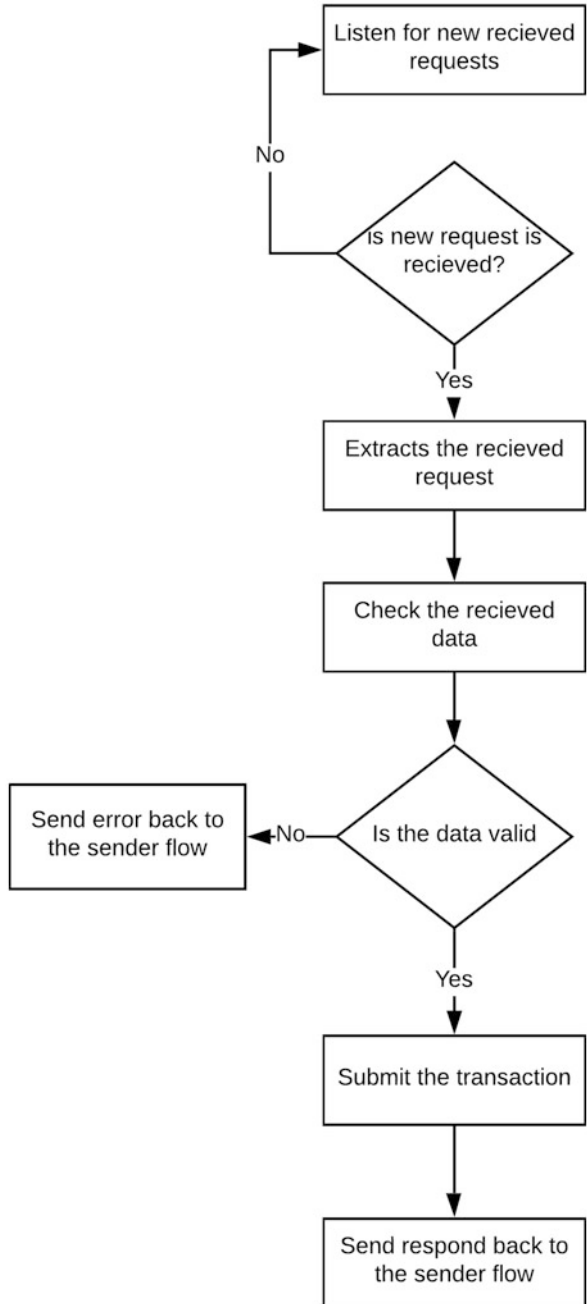 Listen for new recieved
requests
No
is new request is
recieved?
Yes
Extracts the recieved
request
Check the recieved
data
Send error back to
the sender flow
No
Is the data valid
Yes
Submit the transaction
Send respond back to
the sender flow